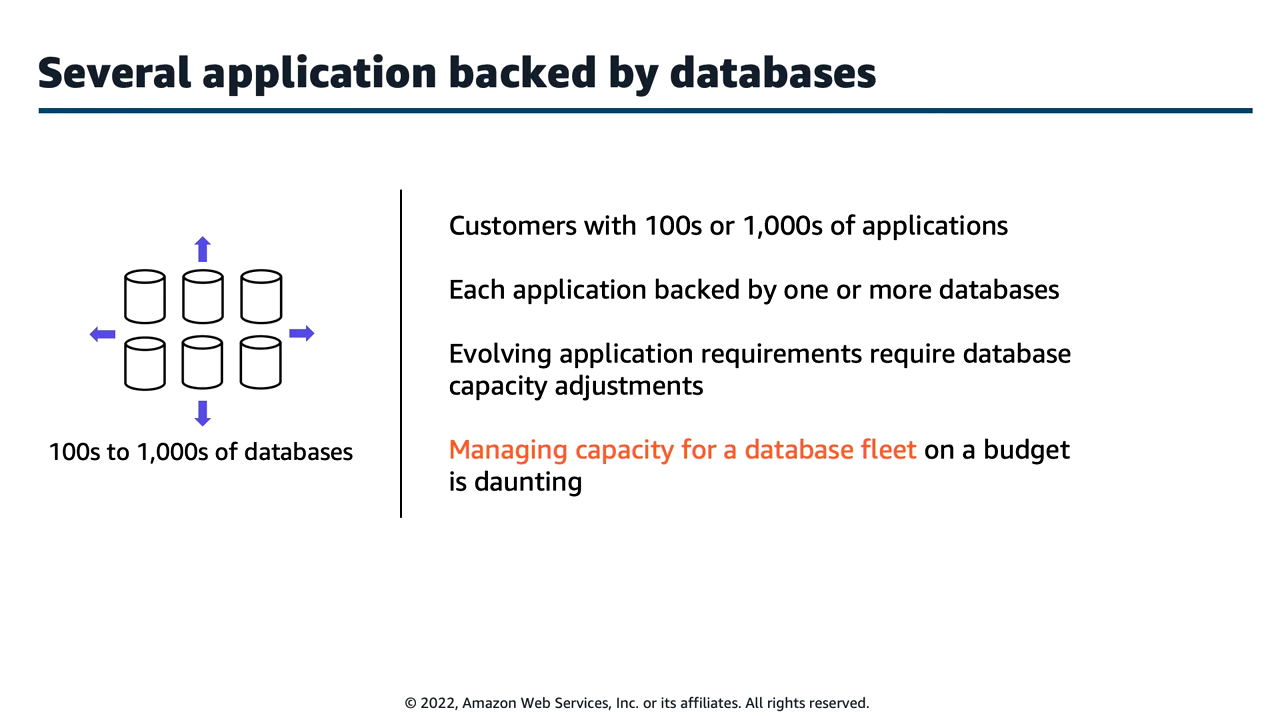 Several application backed by databases
100s to 1,000s of databases
Customers with 100s or 1,000s of applications
Each application backed by one or more databases
Evolving application requirements require database
capacity adjustments
Managing capacity for a database fleet on a budget
is daunting
© 2022, Amazon Web Services, Inc. or its affiliates. All rights reserved.